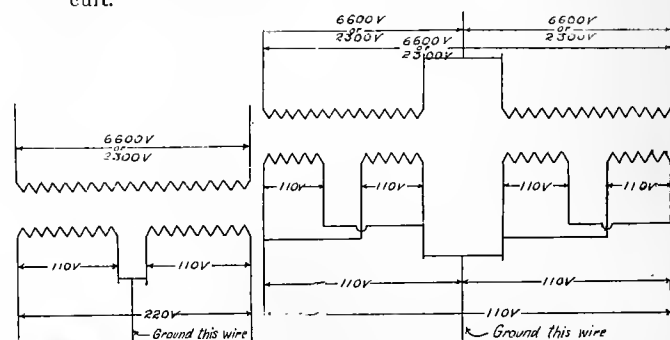 cuit.
6600V
or
2300V
6600V
or
2300V
6600V
or
2300V
6600V
or
2300V
110V
110V
110V
110V
110V
110V
110V
110V
220V
110V
Ground this wire
Ground this wire